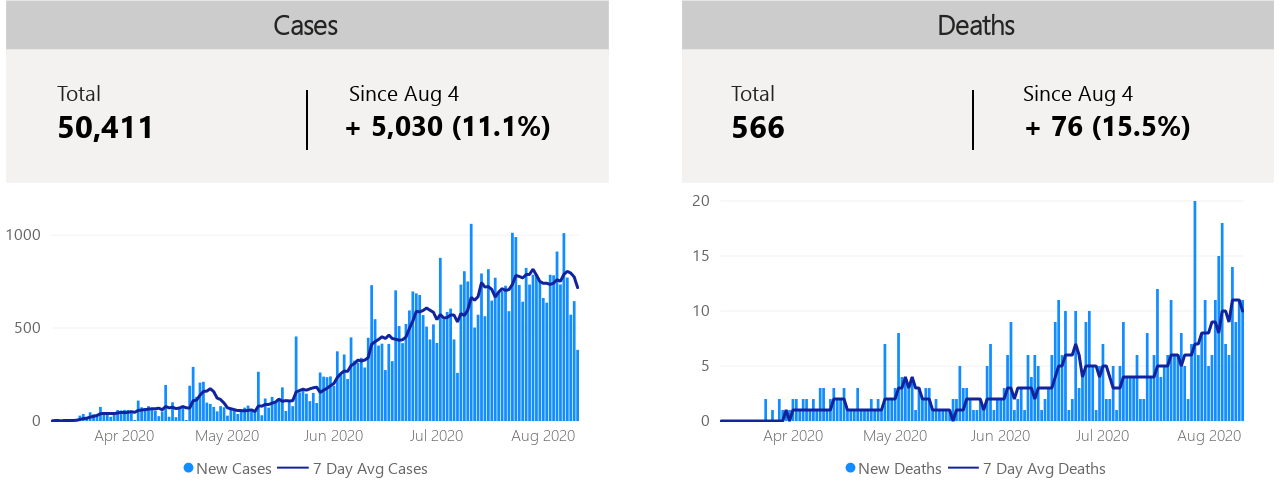 Cases
Total
Since Aug 4
50,411
+ 5,030 (11.1%)
1000
500
0
Apr 2020 May 2020 Jun 2020 Jul 2020 Aug 2020
New Cases 7 Day Avg Cases
Deaths
Total
Since Aug 4
566
+ 76 (15.5%)
20
15
10
5
0
Apr 2020 May 2020 Jun 2020 Jul 2020 Aug 2020
New Deaths 7 Day Avg Deaths